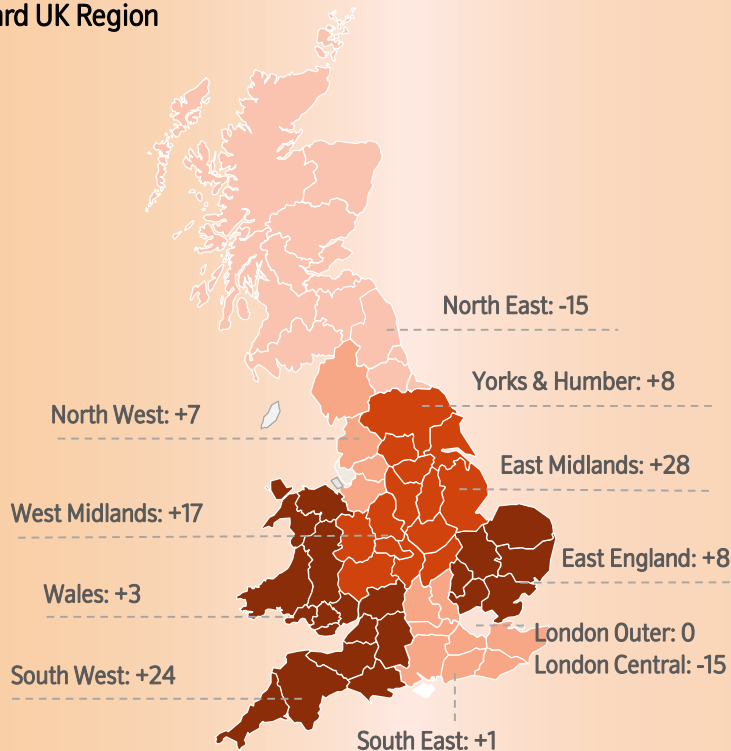 UK Region
North East: -15
Yorks & Humber: +8
North West: +7
East Midlands: +28
West Midlands: +17
East England: +8
Wales: +3
London Outer: 0
London Central: -15
South West: +24
South East: +1